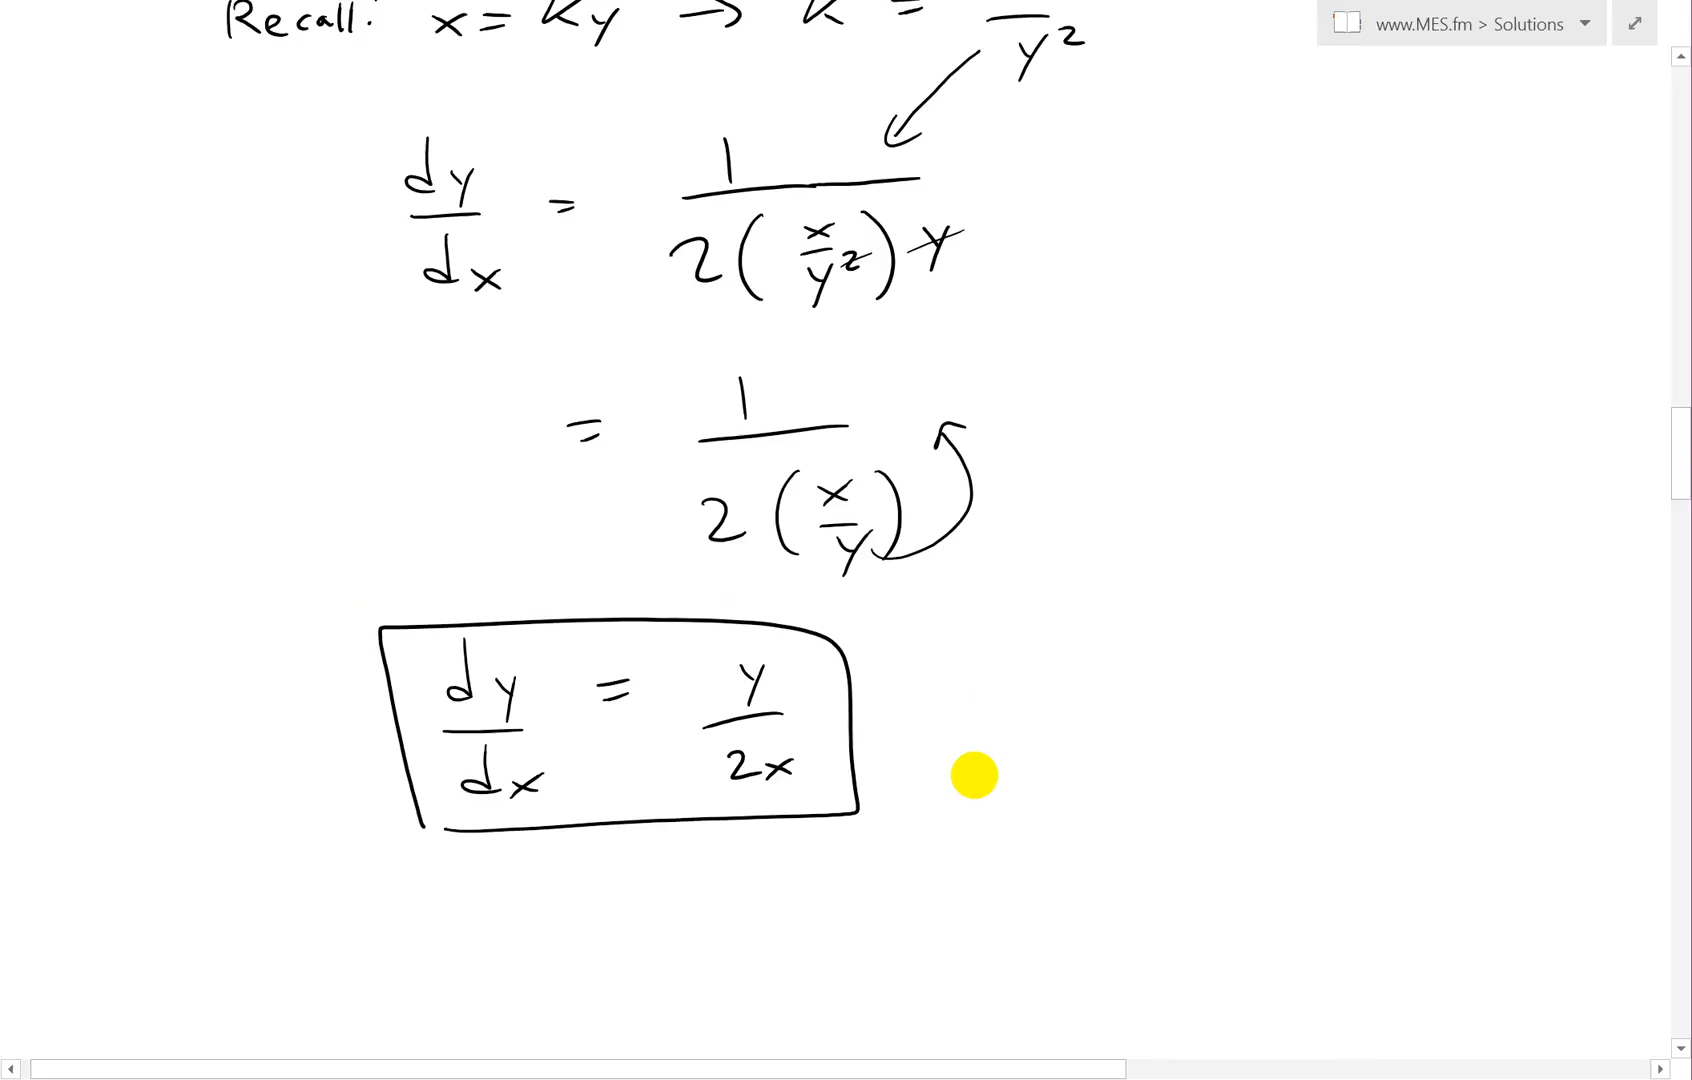 www.MES.fm > Solutions
Recall: x = ky → k = — y²
dy/dx = 1/(2(x/y²)y)
= 1/(2(x/y))
dy/dx = y/2x